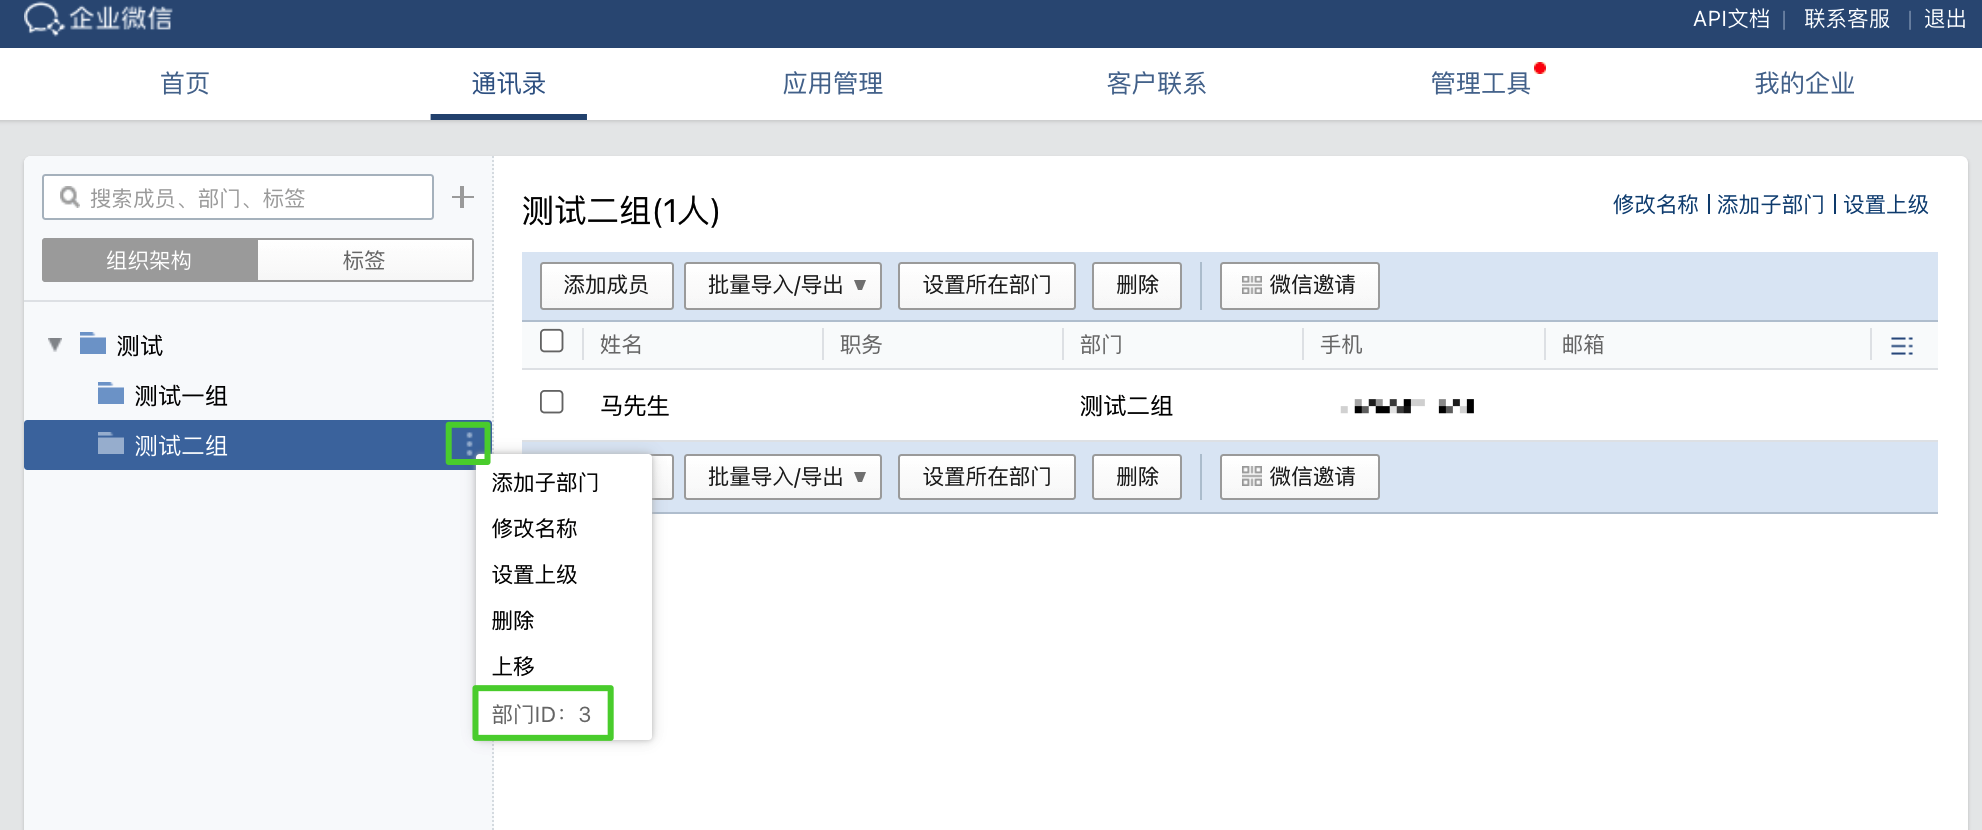 企业微信
API文档 | 联系客服 | 退出
首页 通讯录 应用管理 客户联系 管理工具 我的企业
搜索成员、部门、标签
组织架构 标签
测试
测试一组
测试二组
添加子部门
修改名称
设置上级
删除
上移
部门ID：3
测试二组(1人)
修改名称 | 添加子部门 | 设置上级
添加成员 批量导入/导出 设置所在部门 删除 微信邀请
姓名 职务 部门 手机 邮箱
马先生 测试二组
批量导入/导出 设置所在部门 删除 微信邀请